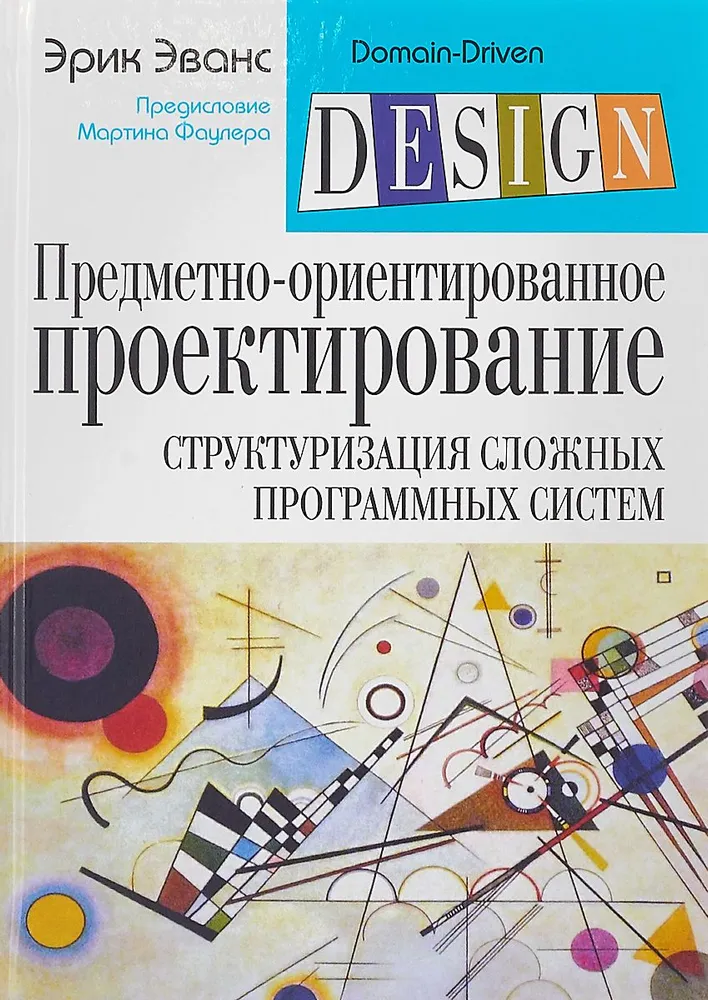 Эрик Эванс
Предисловие
Мартина Фаулера
Domain-Driven
DESIGN
Предметно-ориентированное
проектирование
СТРУКТУРИЗАЦИЯ СЛОЖНЫХ
ПРОГРАММНЫХ СИСТЕМ